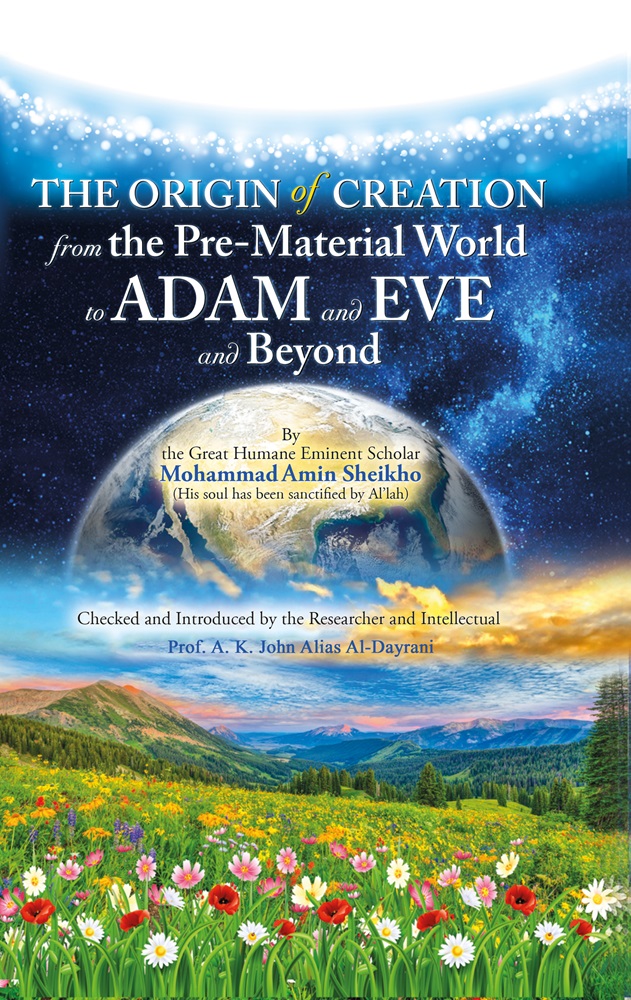 THE ORIGIN of CREATION
from the Pre-Material World
to ADAM and EVE
and Beyond
By
the Great Humane Eminent Scholar
Mohammad Amin Sheikho
(His soul has been sanctified by Al'lah)
Checked and Introduced by the Researcher and Intellectual
Prof. A. K. John Alias Al-Dayrani